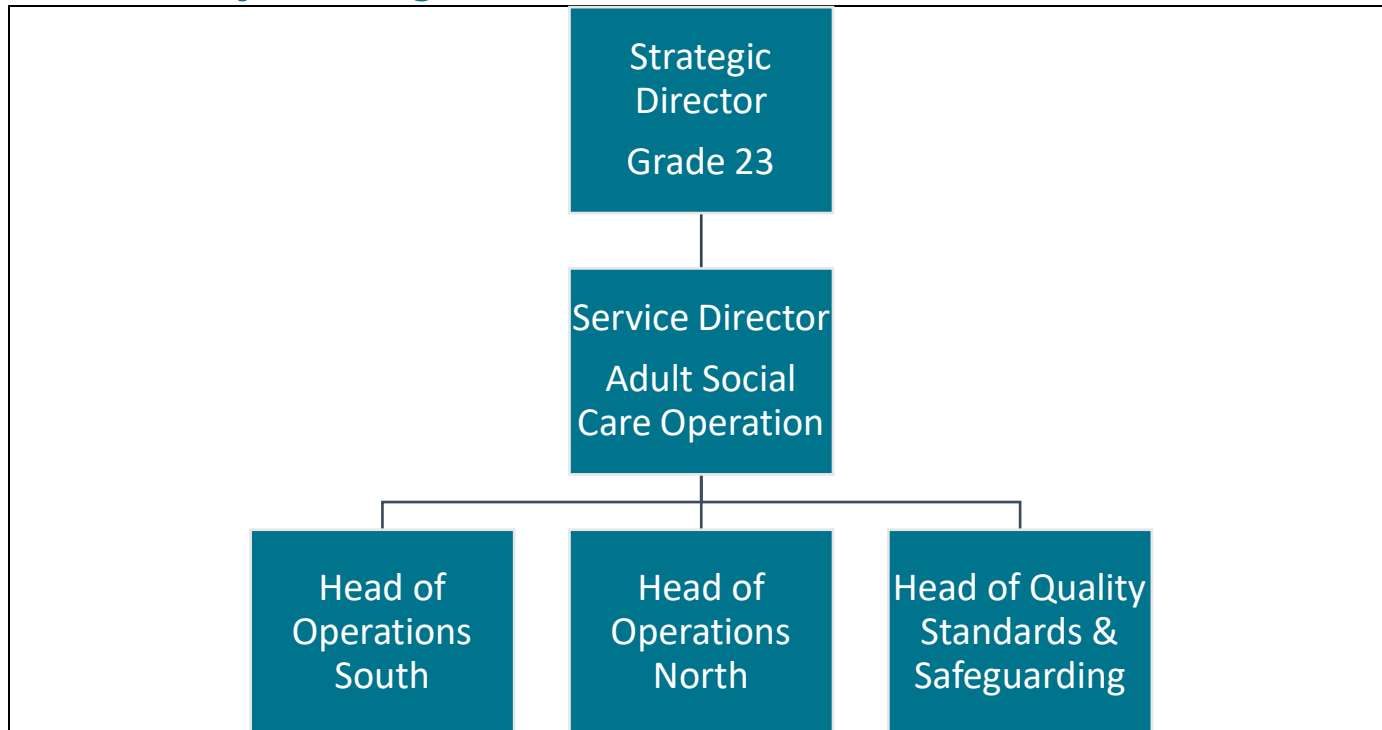 Strategic
Director
Grade 23
Service Director
Adult Social
Care Operation
Head of
Operations
South
Head of
Operations
North
Head of Quality
Standards &
Safeguarding